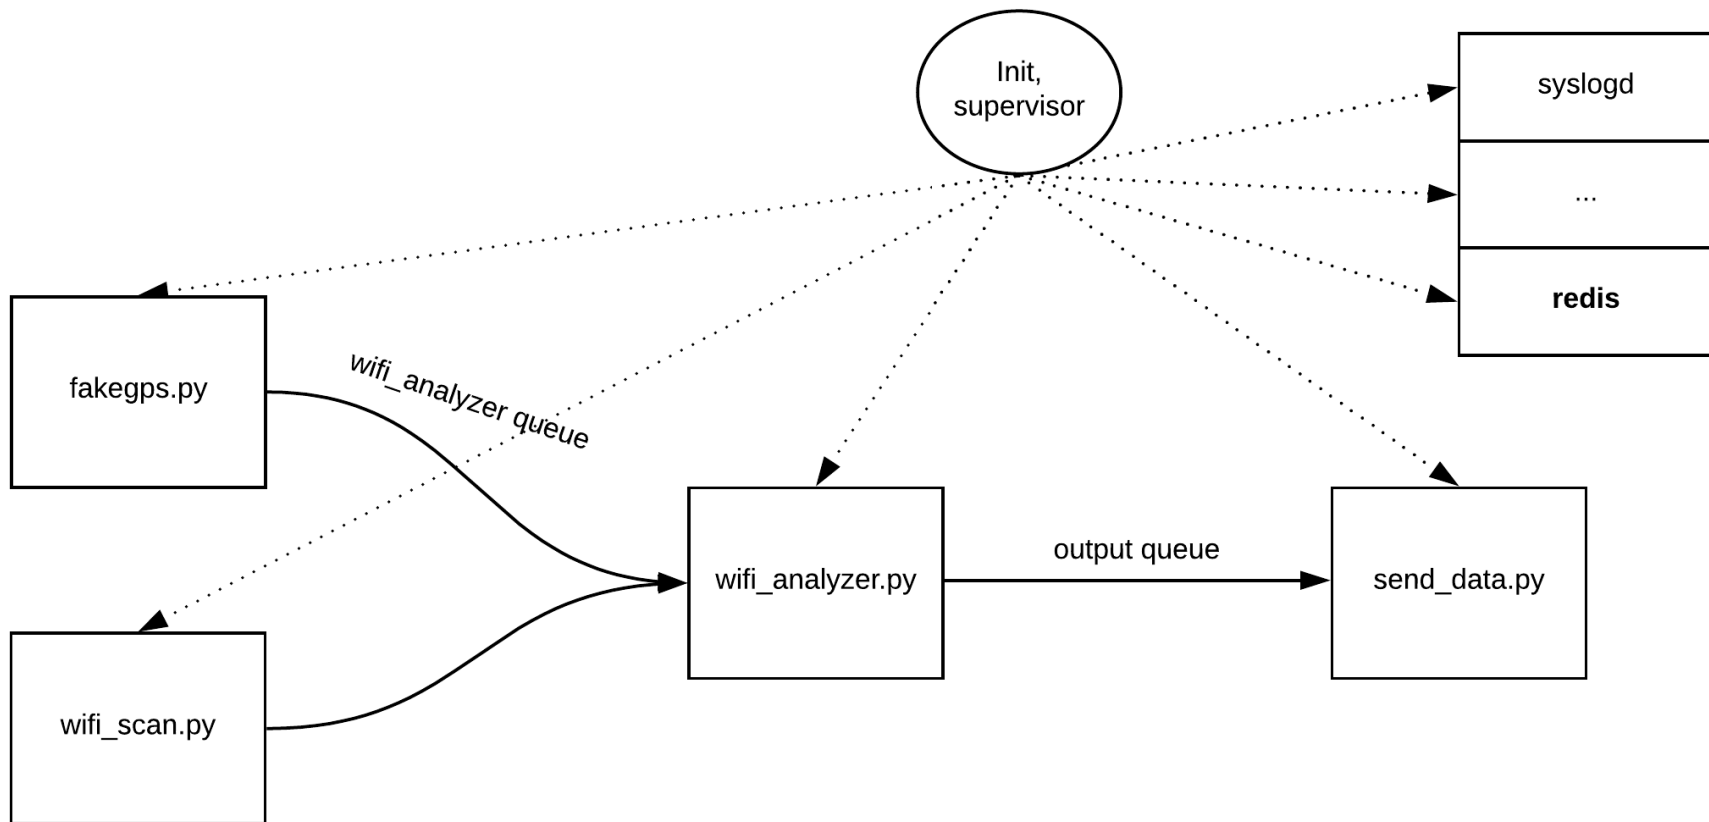 Init,
supervisor
syslogd
...
redis
fakegps.py
wifi_analyzer queue
wifi_analyzer.py
output queue
send_data.py
wifi_scan.py